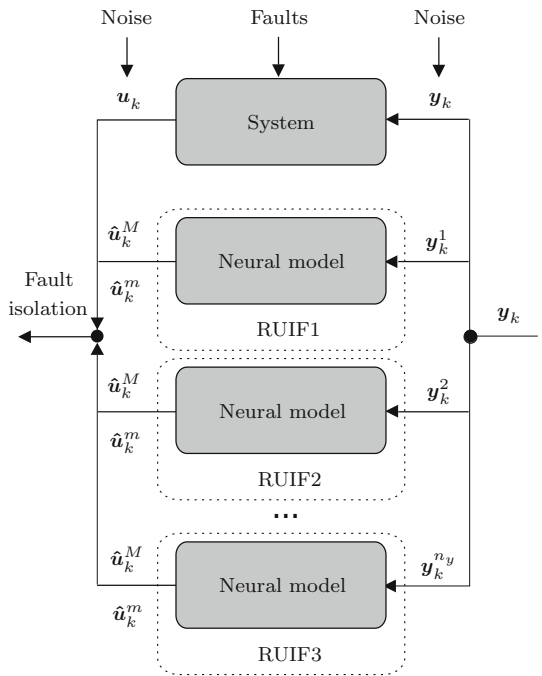 Noise Faults Noise
u_k y_k
System
û_k^M y_k^1
Neural model
û_k^m
RUIF1
Fault
isolation
y_k
û_k^M y_k^2
Neural model
û_k^m
RUIF2
...
û_k^M y_k^{n_y}
Neural model
û_k^m
RUIF3